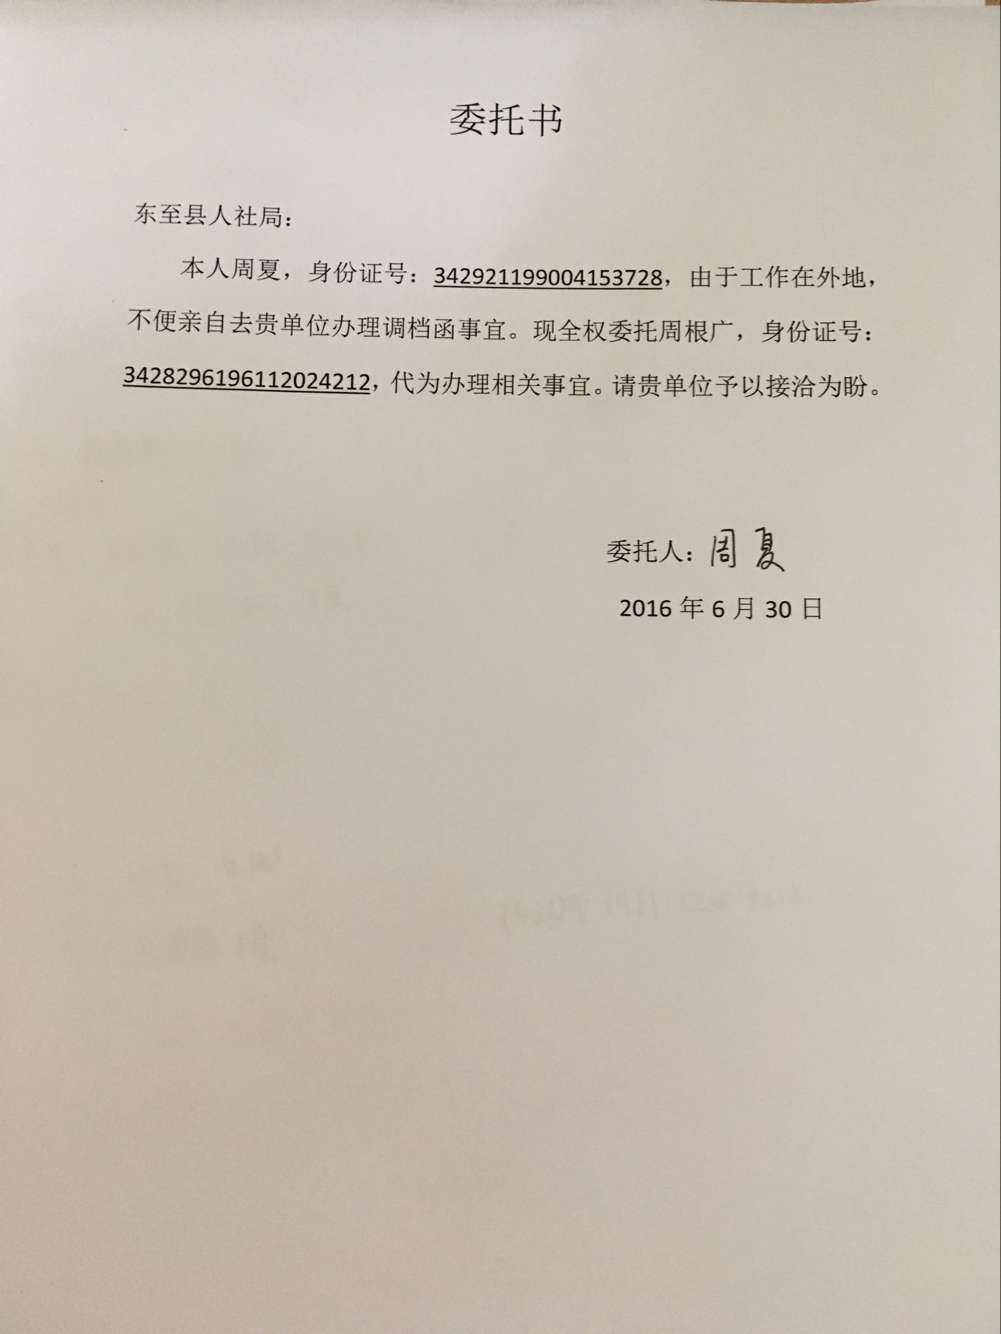 委托书
东至县人社局：
本人周夏，身份证号：342921199004153728，由于工作在外地，
不便亲自去贵单位办理调档函事宜。现全权委托周根广，身份证号：
3428296196112024212，代为办理相关事宜。请贵单位予以接洽为盼。
委托人：周夏
2016 年 6 月 30 日